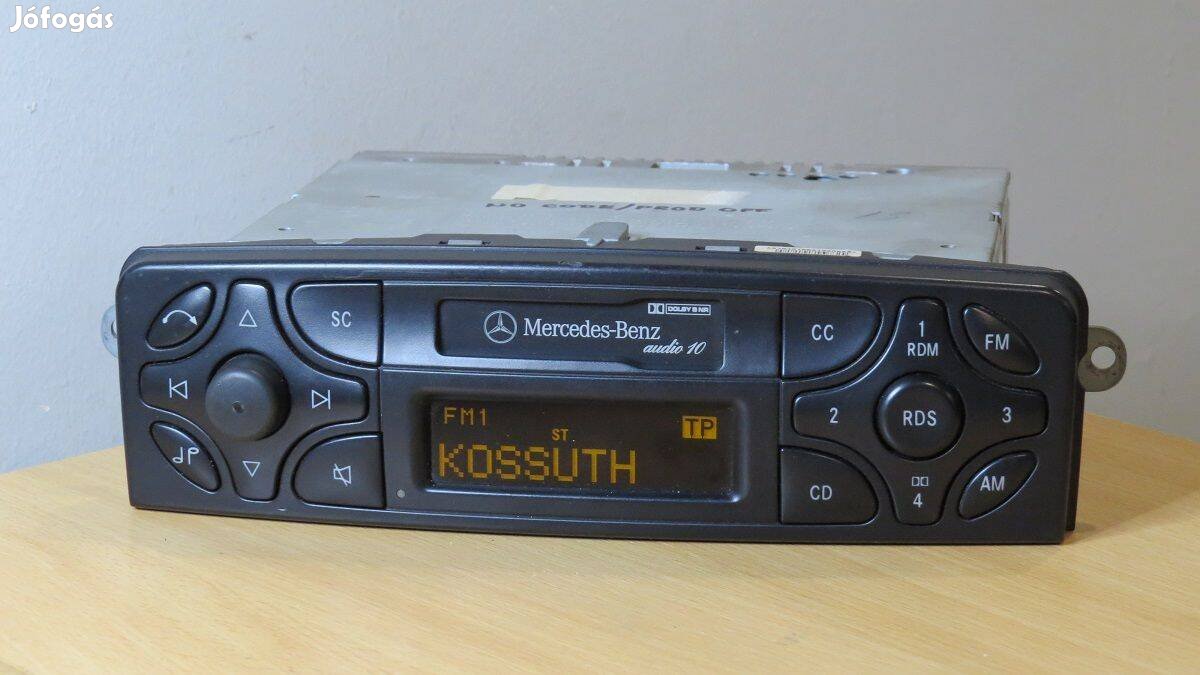 Jófogás
NO CODE/PROD OFF
SC
DOLBY B NR
Mercedes-Benz
audio 10
CC
1
RDM
FM
FM1
TP
ST
KOSSUTH
2
RDS
3
CD
4
AM